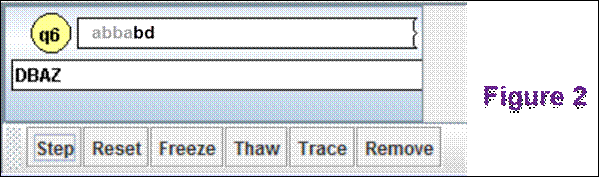 q6 abbabd
DBAZ
Figure 2
Step Reset Freeze Thaw Trace Remove